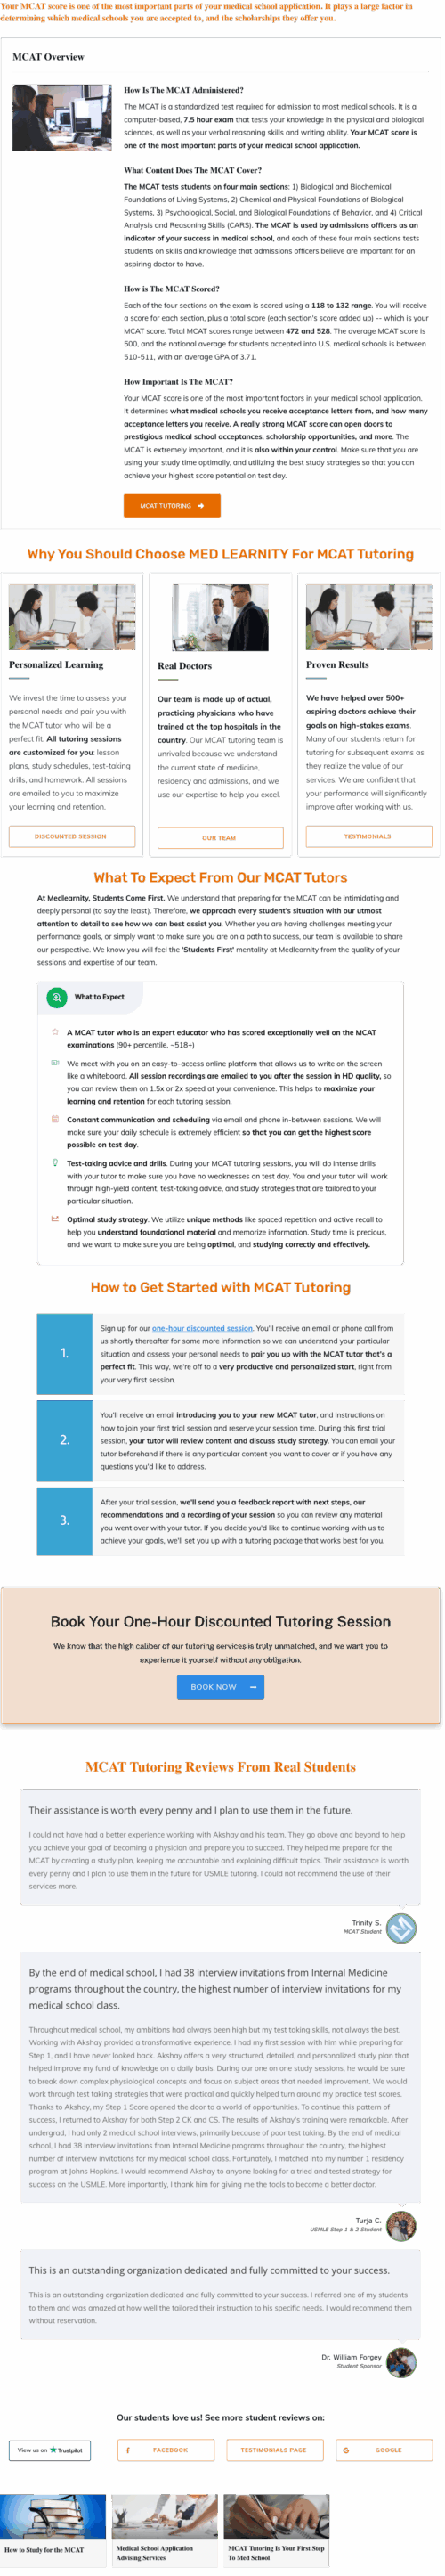 Your MCAT score is one of the most important parts of your medical school application. It plays a large factor in
determining which medical schools you are accepted to, and the scholarships they offer you.
MCAT Overview
How Is The MCAT Administered?
The MCAT is a standardized test required for admission to most medical schools. It is a
computer-based, 7.5 hour exam that tests your knowledge in the physical and biological
sciences, as well as your verbal reasoning skills and writing ability. Your MCAT score is
one of the most important parts of your medical school application.
What Content Does The MCAT Cover?
The MCAT tests students on four main sections: 1) Biological and Biochemical
Foundations of Living Systems, 2) Chemical and Physical Foundations of Biological
Systems, 3) Psychological, Social, and Biological Foundations of Behavior, and 4) Critical
Analysis and Reasoning Skills (CARS). The MCAT is used by admissions officers as an
indicator of your success in medical school, and each of these four main sections tests
students on skills and knowledge that admissions officers believe are important for an
aspiring doctor to have.
How is The MCAT Scored?
Each of the four sections on the exam is scored using a 118 to 132 range. You will receive
a score for each section, plus a total score (each section's score added up) -- which is your
MCAT score. Total MCAT scores range between 472 and 528. The average MCAT score is
500, and the national average for students accepted into U.S. medical schools is between
510-511, with an average GPA of 3.71.
How Important Is The MCAT?
Your MCAT score is one of the most important factors in your medical school application.
It determines what medical schools you receive acceptance letters from, and how many
acceptance letters you receive. A really strong MCAT score can open doors to
prestigious medical school acceptances, scholarship opportunities, and more. The
MCAT is extremely important, and it is also within your control. Make sure that you are
using your study time optimally, and utilizing the best study strategies so that you can
achieve your highest score potential on test day.
MCAT TUTORING
Why You Should Choose MED LEARNITY For MCAT Tutoring
Personalized Learning
We invest the time to assess your
personal needs and pair you with
the MCAT tutor who will be a
perfect fit. All tutoring sessions
are customized for you: lesson
plans, study schedules, test-taking
drills, and homework. All sessions
are emailed to you to maximize
your learning and retention.
DISCOUNTED SESSION
Real Doctors
Our team is made up of actual,
practicing physicians who have
trained at the top hospitals in the
country. Our MCAT tutoring team is
unrivaled because we understand
the current state of medicine,
residency and admissions, and we
use our expertise to help you excel.
OUR TEAM
Proven Results
We have helped over 500+
aspiring doctors achieve their
goals on high-stakes exams.
Many of our students return for
tutoring for subsequent exams as
they realize the value of our
services. We are confident that
your performance will significantly
improve after working with us.
TESTIMONIALS
What To Expect From Our MCAT Tutors
At Medlearnity, Students Come First. We understand that preparing for the MCAT can be intimidating and
deeply personal (to say the least). Therefore, we approach every student's situation with our utmost
attention to detail to see how we can best assist you. Whether you are having challenges meeting your
performance goals, or simply want to make sure you are on a path to success, our team is available to share
our perspective. We know you will feel the 'Students First' mentality at Medlearnity from the quality of your
sessions and expertise of our team.
What to Expect
A MCAT tutor who is an expert educator who has scored exceptionally well on the MCAT
examinations (90+ percentile, ~518+)
We meet with you on an easy-to-access online platform that allows us to write on the screen
like a whiteboard. All session recordings are emailed to you after the session in HD quality, so
you can review them on 1.5x or 2x speed at your convenience. This helps to maximize your
learning and retention for each tutoring session.
Constant communication and scheduling via email and phone in-between sessions. We will
make sure your daily schedule is extremely efficient so that you can get the highest score
possible on test day.
Test-taking advice and drills. During your MCAT tutoring sessions, you will do intense drills
with your tutor to make sure you have no weaknesses on test day. You and your tutor will work
through high-yield content, test-taking advice, and study strategies that are tailored to your
particular situation.
Optimal study strategy. We utilize unique methods like spaced repetition and active recall to
help you understand foundational material and memorize information. Study time is precious,
and we want to make sure you are being optimal, and studying correctly and effectively.
How to Get Started with MCAT Tutoring
1.
Sign up for our one-hour discounted session. You'll receive an email or phone call from
us shortly thereafter for some more information so we can understand your particular
situation and assess your personal needs to pair you up with the MCAT tutor that's a
perfect fit. This way, we're off to a very productive and personalized start, right from
your very first session.
2.
You'll receive an email introducing you to your new MCAT tutor, and instructions on
how to join your first trial session and reserve your session time. During this first trial
session, your tutor will review content and discuss study strategy. You can email your
tutor beforehand if there is any particular content you want to cover or if you have any
questions you'd like to address.
3.
After your trial session, we'll send you a feedback report with next steps, our
recommendations and a recording of your session so you can review any material
you went over with your tutor. If you decide you'd like to continue working with us to
achieve your goals, we'll set you up with a tutoring package that works best for you.
Book Your One-Hour Discounted Tutoring Session
We know that the high caliber of our tutoring services is truly unmatched, and we want you to
experience it yourself without any obligation.
BOOK NOW
MCAT Tutoring Reviews From Real Students
Their assistance is worth every penny and I plan to use them in the future.
I could not have had a better experience working with Akshay and his team. They go above and beyond to help
you achieve your goal of becoming a physician and prepare you to succeed. They helped me prepare for the
MCAT by creating a study plan, keeping me accountable and explaining difficult topics. Their assistance is worth
every penny and I plan to use them in the future for USMLE tutoring. I could not recommend the use of their
services more.
Trinity S.
MCAT Student
By the end of medical school, I had 38 interview invitations from Internal Medicine
programs throughout the country, the highest number of interview invitations for my
medical school class.
Throughout medical school, my ambitions had always been high but my test taking skills, not always the best.
Working with Akshay provided a transformative experience. I had my first session with him while preparing for
Step 1, and I have never looked back. Akshay offers a very structured, detailed, and personalized study plan that
helped improve my fund of knowledge on a daily basis. During our one on one study sessions, he would be sure
to break down complex physiological concepts and focus on subject areas that needed improvement. We would
work through test taking strategies that were practical and quickly helped turn around my practice test scores.
Thanks to Akshay, my Step 1 Score opened the door to a world of opportunities. To continue this pattern of
success, I returned to Akshay for both Step 2 CK and CS. The results of Akshay's training were remarkable. After
undergrad, I had only 2 medical school interviews, primarily because of poor test taking. By the end of medical
school, I had 38 interview invitations from Internal Medicine programs throughout the country, the highest
number of interview invitations for my medical school class. Fortunately, I matched into my number 1 residency
program at Johns Hopkins. I would recommend Akshay to anyone looking for a tried and tested strategy for
success on the USMLE. More importantly, I thank him for giving me the tools to become a better doctor.
Turja C.
USMLE Step 1 & 2 Student
This is an outstanding organization dedicated and fully committed to your success.
This is an outstanding organization dedicated and fully committed to your success. I referred one of my students
to them and was amazed at how well the tailored their instruction to his specific needs. I would recommend them
without reservation.
Dr. William Forgey
Student Sponsor
Our students love us! See more student reviews on:
View us on Trustpilot
FACEBOOK
TESTIMONIALS PAGE
GOOGLE
How to Study for the MCAT
Medical School Application
Advising Services
MCAT Tutoring Is Your First Step
To Med School